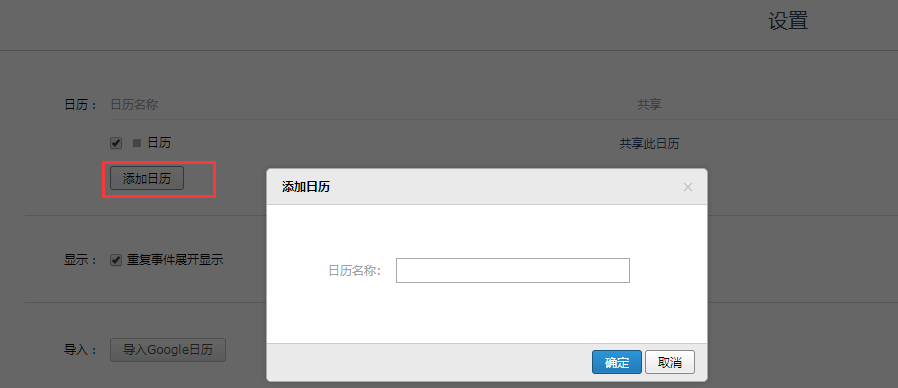 设置
日历： 日历名称 共享
日历 共享此日历
添加日历
添加日历 ×
显示： 重复事件展开显示
日历名称：
导入： 导入Google日历
确定 取消